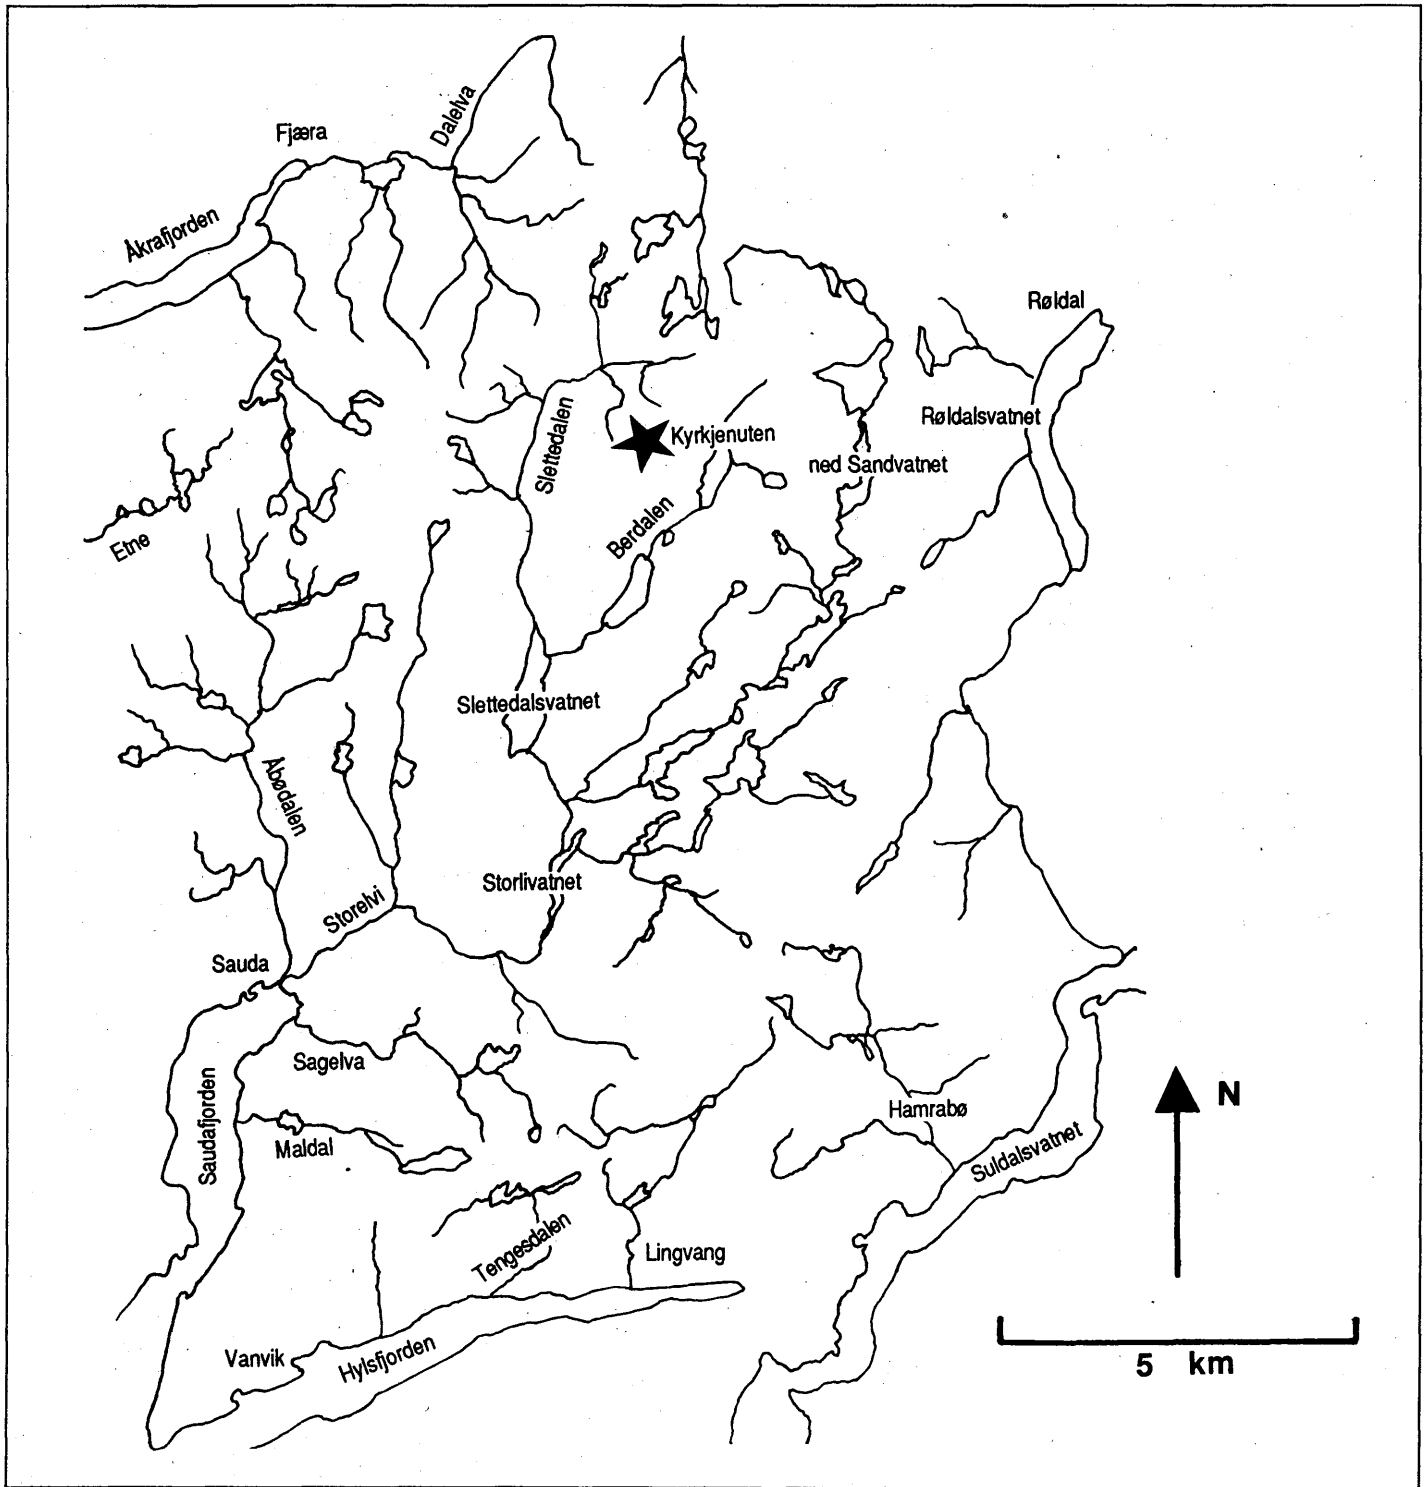 Dalelva
Fjæra
Åkrafjorden
Røldal
Røldalsvatnet
Slettedalen
Kyrkjenuten
ned Sandvatnet
Berdalen
Etne
Slettedalsvatnet
Åbødalen
Storlivatnet
Storelvi
Sauda
Sagelva
Saudafjorden
Maldal
Hamrabø
Suldalsvatnet
N
Tengesdalen
Lingvang
Vanvik
Hylsfjorden
5 km